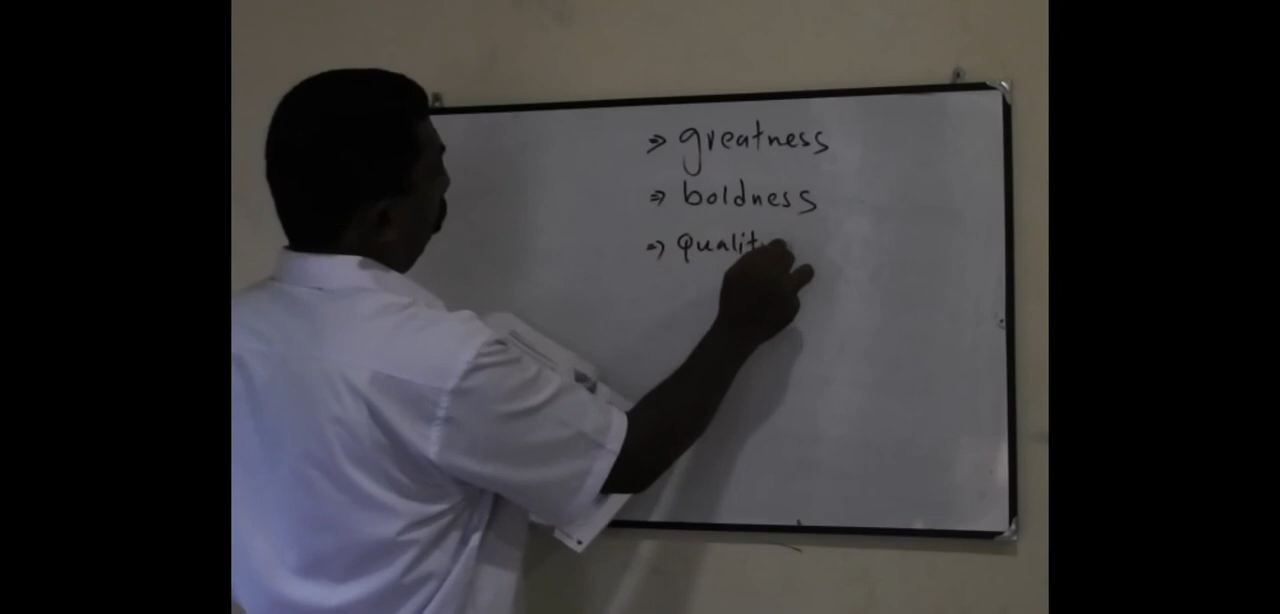 ⇒ greatness
⇒ boldness
⇒ Qualit